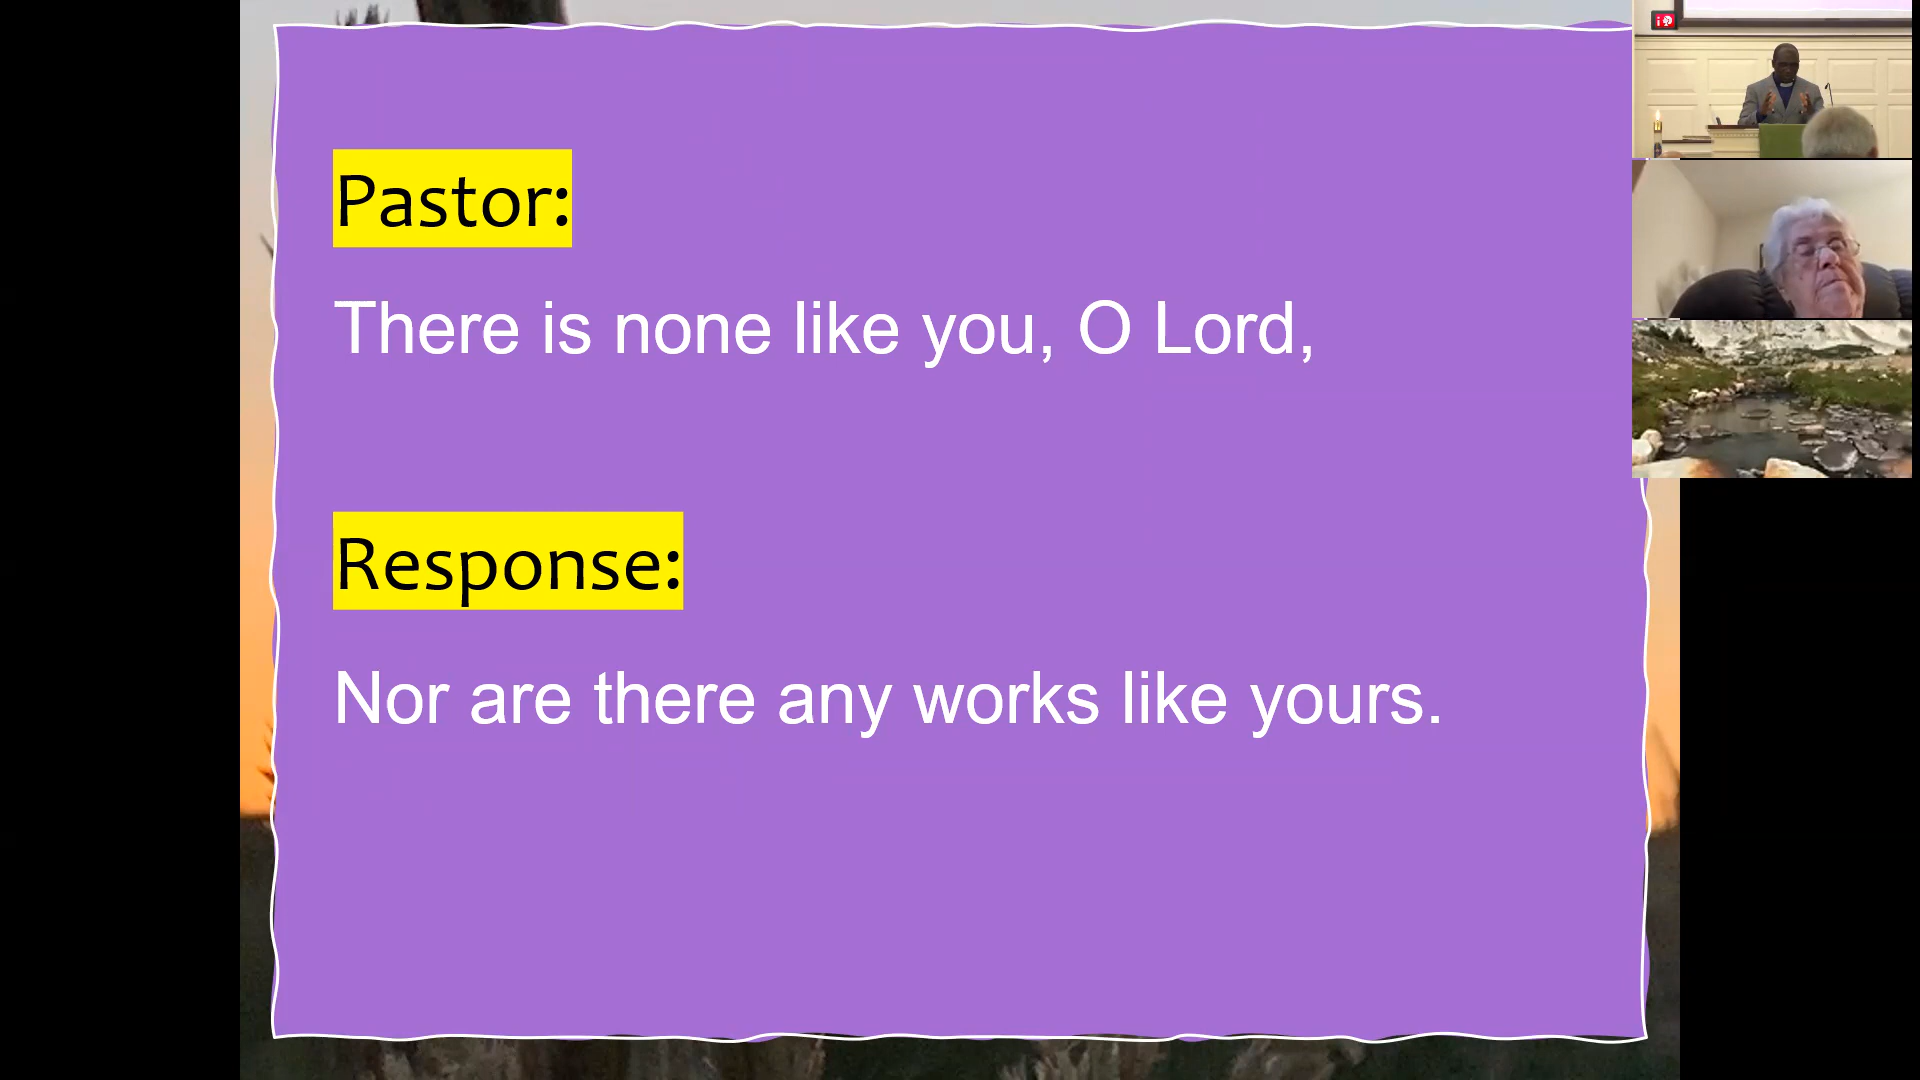 Pastor:
There is none like you, O Lord,
Response:
Nor are there any works like yours.